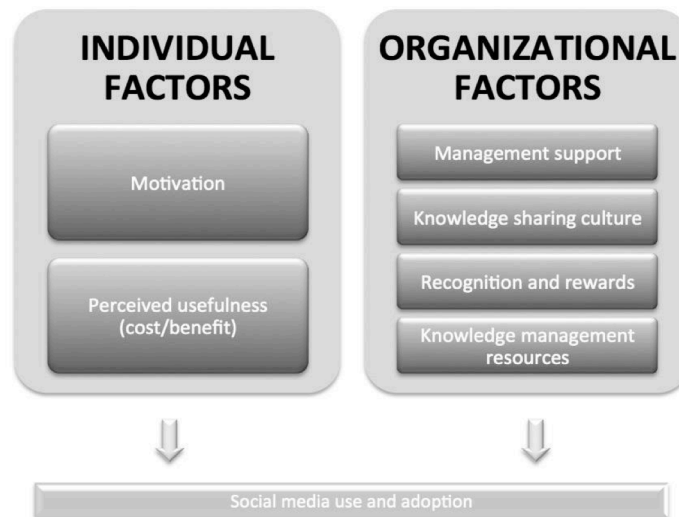 INDIVIDUAL
FACTORS
Motivation
Perceived usefulness
(cost/benefit)
ORGANIZATIONAL
FACTORS
Management support
Knowledge sharing culture
Recognition and rewards
Knowledge management
resources
Social media use and adoption